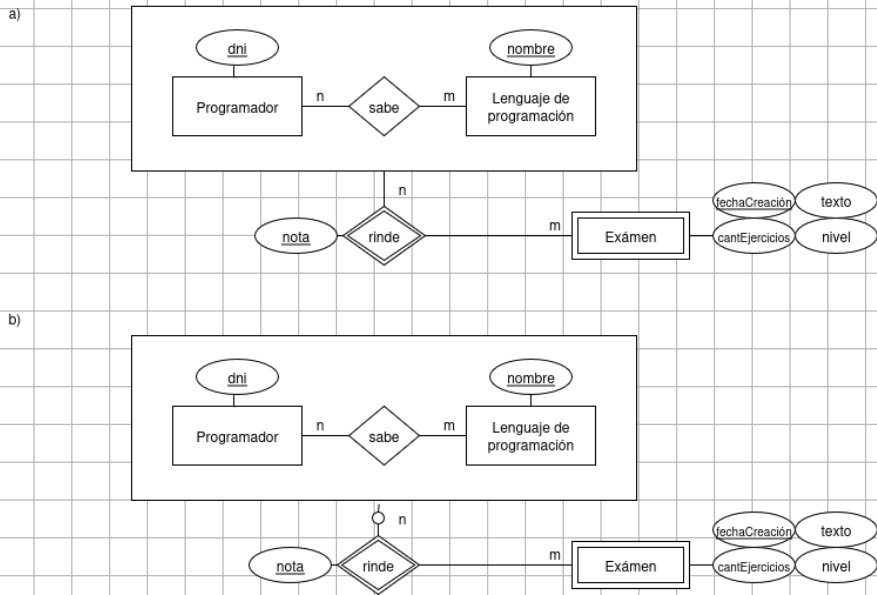 a)
dni
nombre
Programador
n
sabe
m
Lenguaje de
programación
n
nota
rinde
m
Exámen
fechaCreación
texto
cantEjercicios
nivel
b)
dni
nombre
Programador
n
sabe
m
Lenguaje de
programación
n
nota
rinde
m
Exámen
fechaCreación
texto
cantEjercicios
nivel